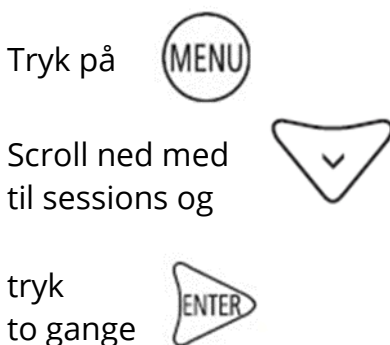 Tryk på MENU
Scroll ned med
til sessions og
tryk ENTER
to gange